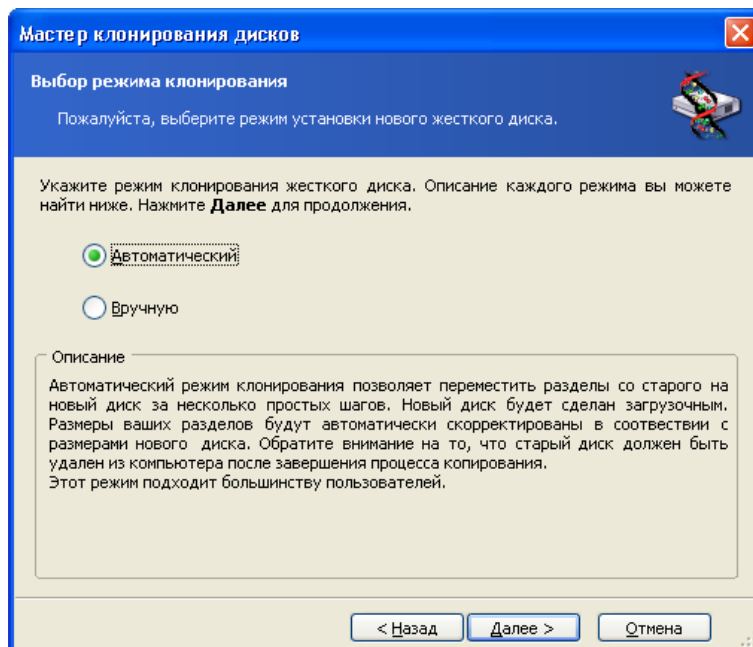 Мастер клонирования дисков
Выбор режима клонирования
Пожалуйста, выберите режим установки нового жесткого диска.
Укажите режим клонирования жесткого диска. Описание каждого режима вы можете
найти ниже. Нажмите Далее для продолжения.
Автоматический
Вручную
Описание
Автоматический режим клонирования позволяет переместить разделы со старого на
новый диск за несколько простых шагов. Новый диск будет сделан загрузочным.
Размеры ваших разделов будут автоматически скорректированы в соотвествии с
размерами нового диска. Обратите внимание на то, что старый диск должен быть
удален из компьютера после завершения процесса копирования.
Этот режим подходит большинству пользователей.
< Назад
Далее >
Отмена